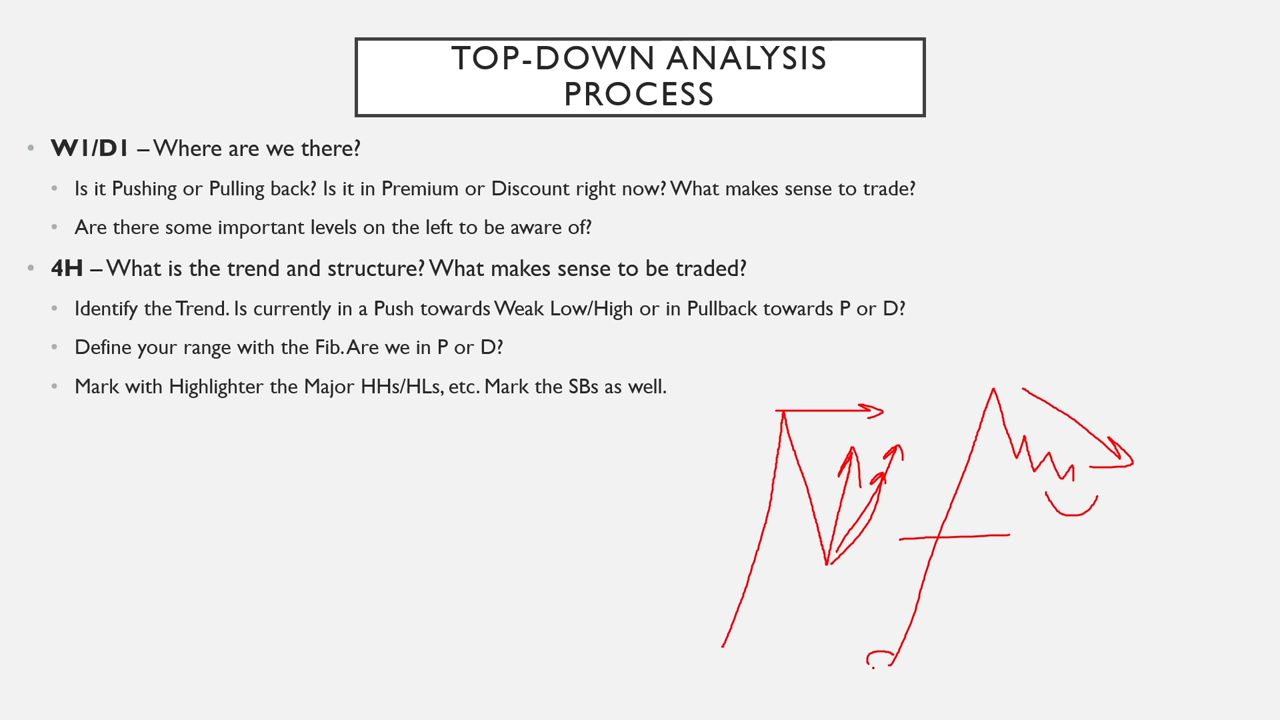 TOP-DOWN ANALYSIS
PROCESS
• W1/D1 – Where are we there?
• Is it Pushing or Pulling back? Is it in Premium or Discount right now? What makes sense to trade?
• Are there some important levels on the left to be aware of?
• 4H – What is the trend and structure? What makes sense to be traded?
• Identify the Trend. Is currently in a Push towards Weak Low/High or in Pullback towards P or D?
• Define your range with the Fib. Are we in P or D?
• Mark with Highlighter the Major HHs/HLs, etc. Mark the SBs as well.